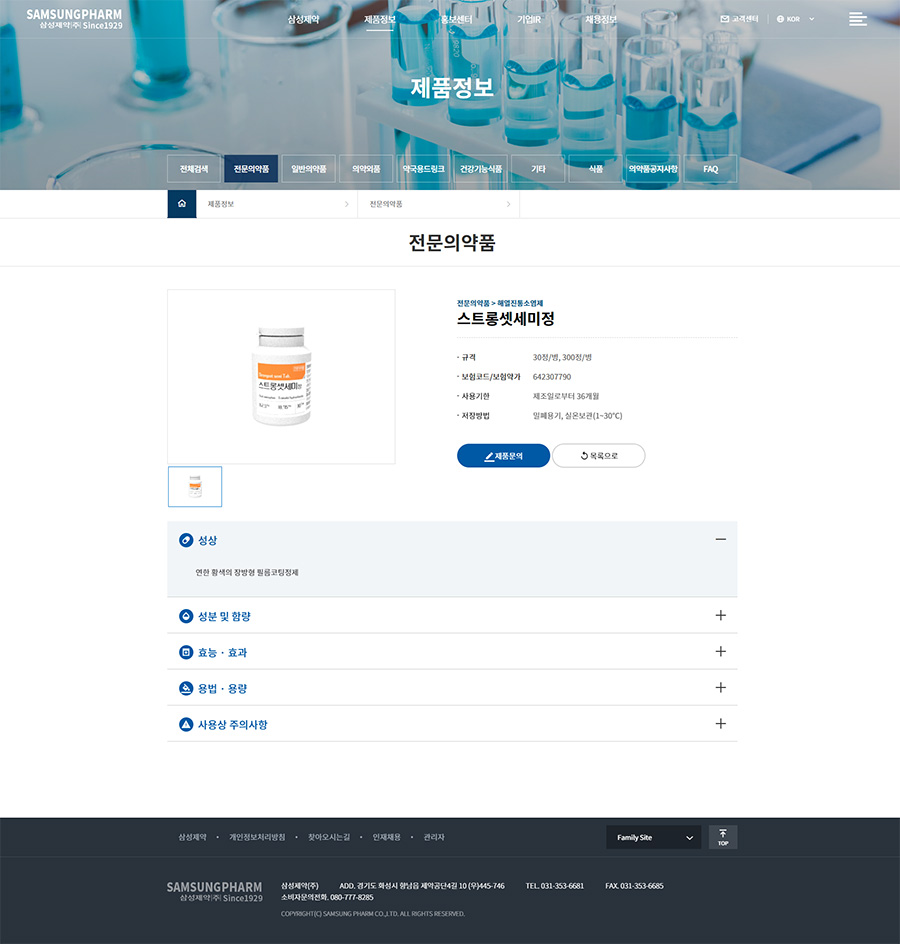 SAMSUNGPHARM
삼성제약(주) Since1929
삼성제약 제품정보 홍보센터 기업IR 채용정보
고객센터 KOR
제품정보
전체검색 전문의약품 일반의약품 의약외품 약국용드링크 건강기능식품 기타 식품 의약품공지사항 FAQ
제품정보 전문의약품
전문의약품
전문의약품 > 해열진통소염제
스트롱셋세미정
· 규격 30정/병, 300정/병
· 보험코드/보험약가 642307790
· 사용기한 제조일로부터 36개월
· 저장방법 밀폐용기, 실온보관(1~30℃)
제품문의 목록으로
스트롱셋세미정
성상
연한 황색의 장방형 필름코팅정제
성분 및 함량
효능 · 효과
용법 · 용량
사용상 주의사항
삼성제약 • 개인정보처리방침 • 찾아오시는길 • 인재채용 • 관리자
Family Site
TOP
SAMSUNGPHARM
삼성제약(주) Since1929
삼성제약(주) ADD. 경기도 화성시 향남읍 제약공단4길 10 (우)445-746 TEL. 031-353-6681 FAX. 031-353-6685
소비자문의전화. 080-777-8285
COPYRIGHT(C) SAMSUNG PHARM CO.,LTD. ALL RIGHTS RESERVED.